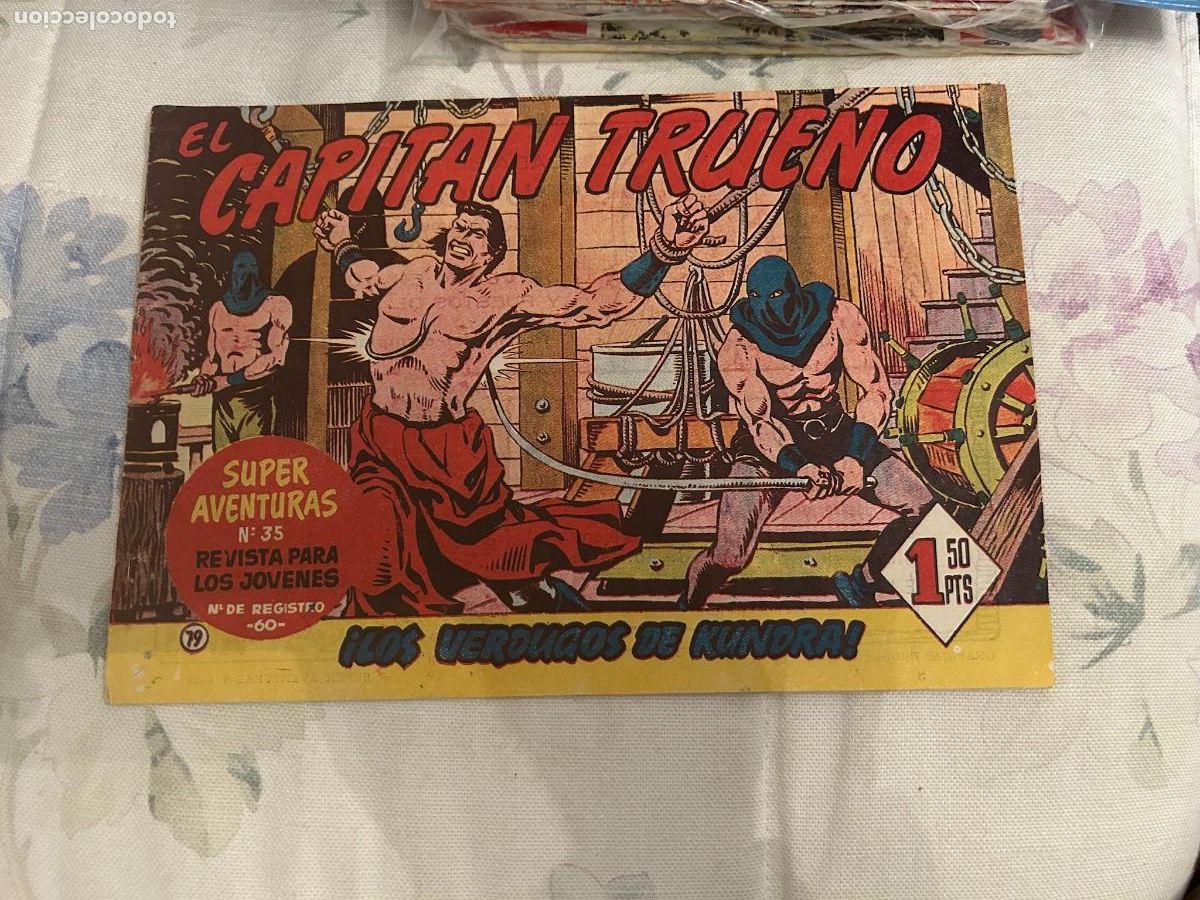 todocoleccion
EL
CAPITAN TRUENO
SUPER
AVENTURAS
Nº 35
REVISTA PARA
LOS JOVENES
Nº DE REGISTRO
-60-
79
1 50
PTS
¡LOS VERDUGOS DE KUNDRA!